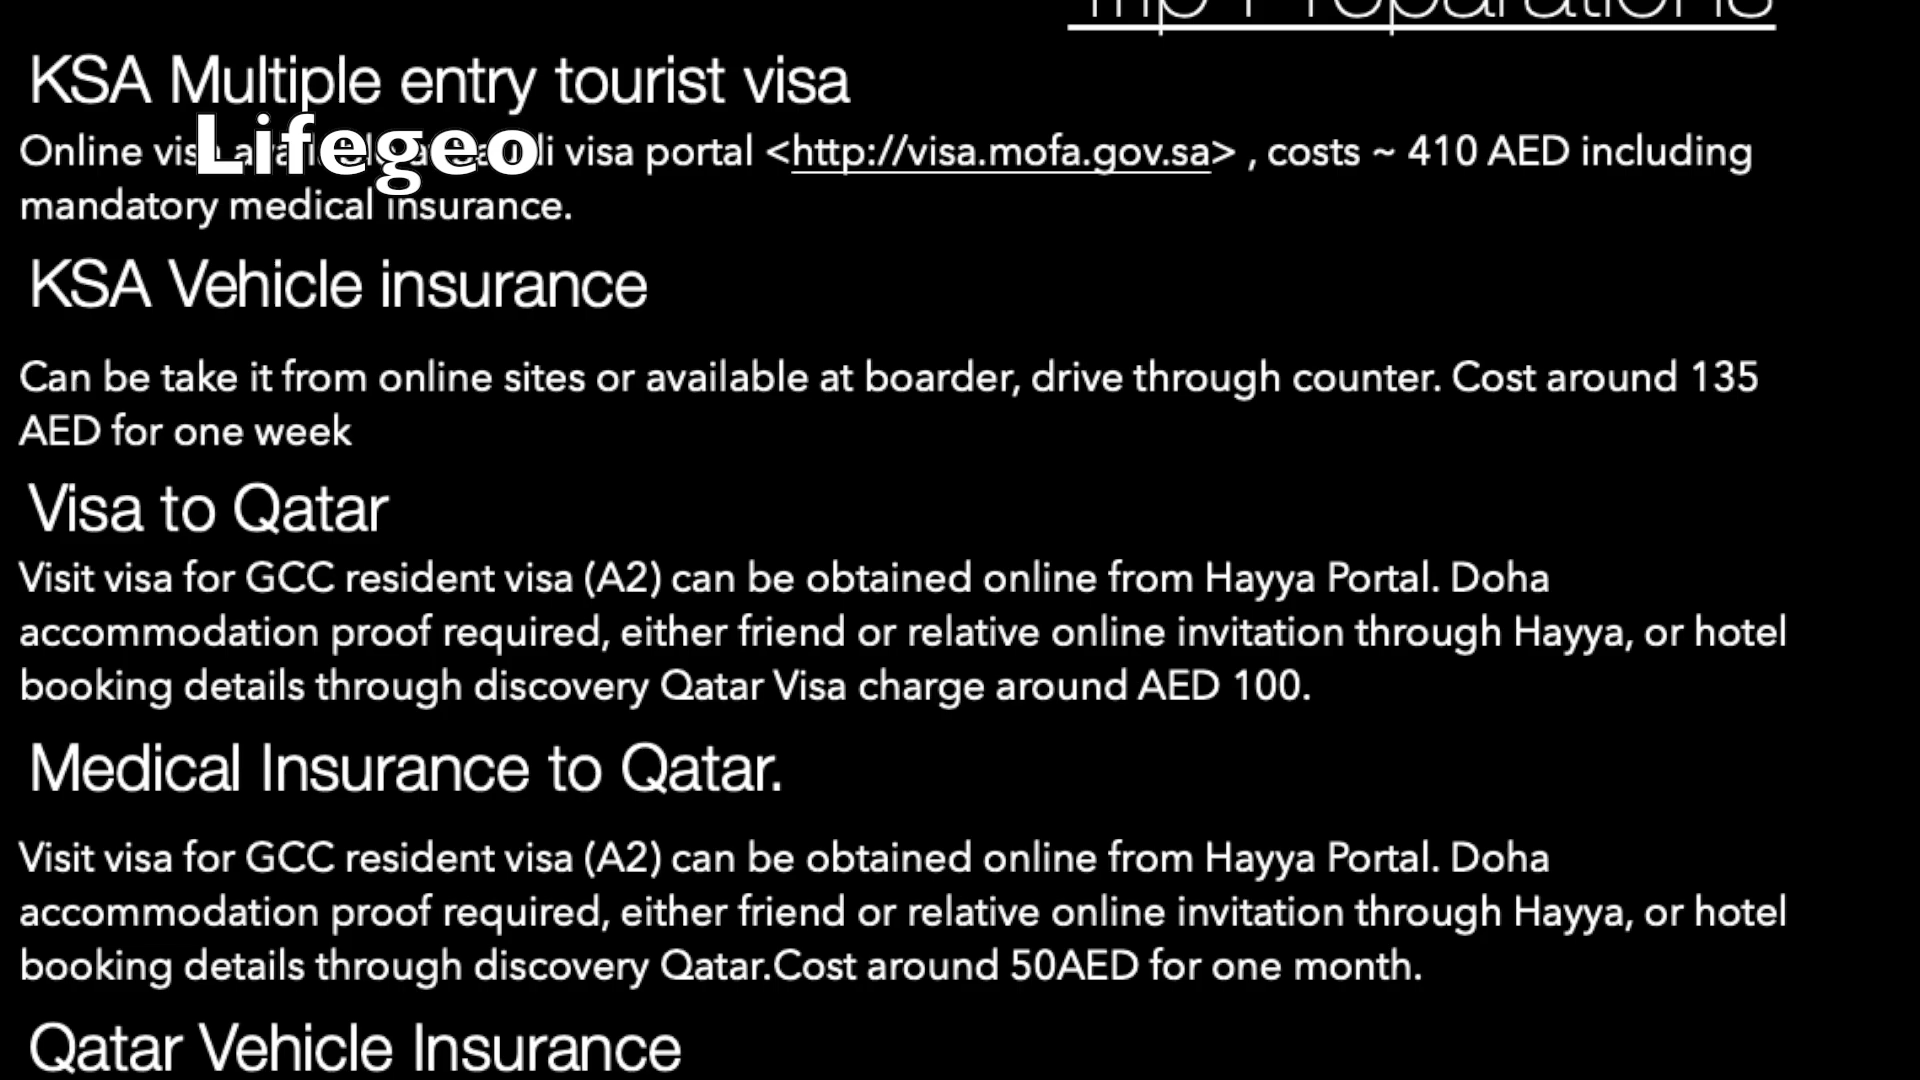 Trip Preparations
KSA Multiple entry tourist visa
Lifegeo
Online visa visa portal <http://visa.mofa.gov.sa> , costs ~ 410 AED including
mandatory medical insurance.
KSA Vehicle insurance
Can be take it from online sites or available at boarder, drive through counter. Cost around 135
AED for one week
Visa to Qatar
Visit visa for GCC resident visa (A2) can be obtained online from Hayya Portal. Doha
accommodation proof required, either friend or relative online invitation through Hayya, or hotel
booking details through discovery Qatar Visa charge around AED 100.
Medical Insurance to Qatar.
Visit visa for GCC resident visa (A2) can be obtained online from Hayya Portal. Doha
accommodation proof required, either friend or relative online invitation through Hayya, or hotel
booking details through discovery Qatar.Cost around 50AED for one month.
Qatar Vehicle Insurance